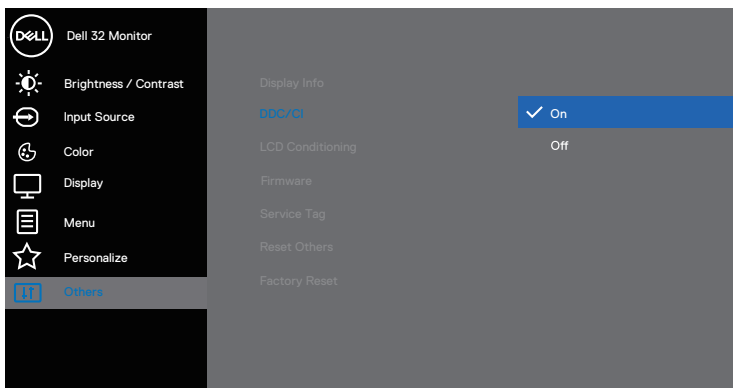 DELL
Dell 32 Monitor
Brightness / Contrast
Input Source
Color
Display
Menu
Personalize
Others
Display Info
DDC/CI
LCD Conditioning
Firmware
Service Tag
Reset Others
Factory Reset
On
Off